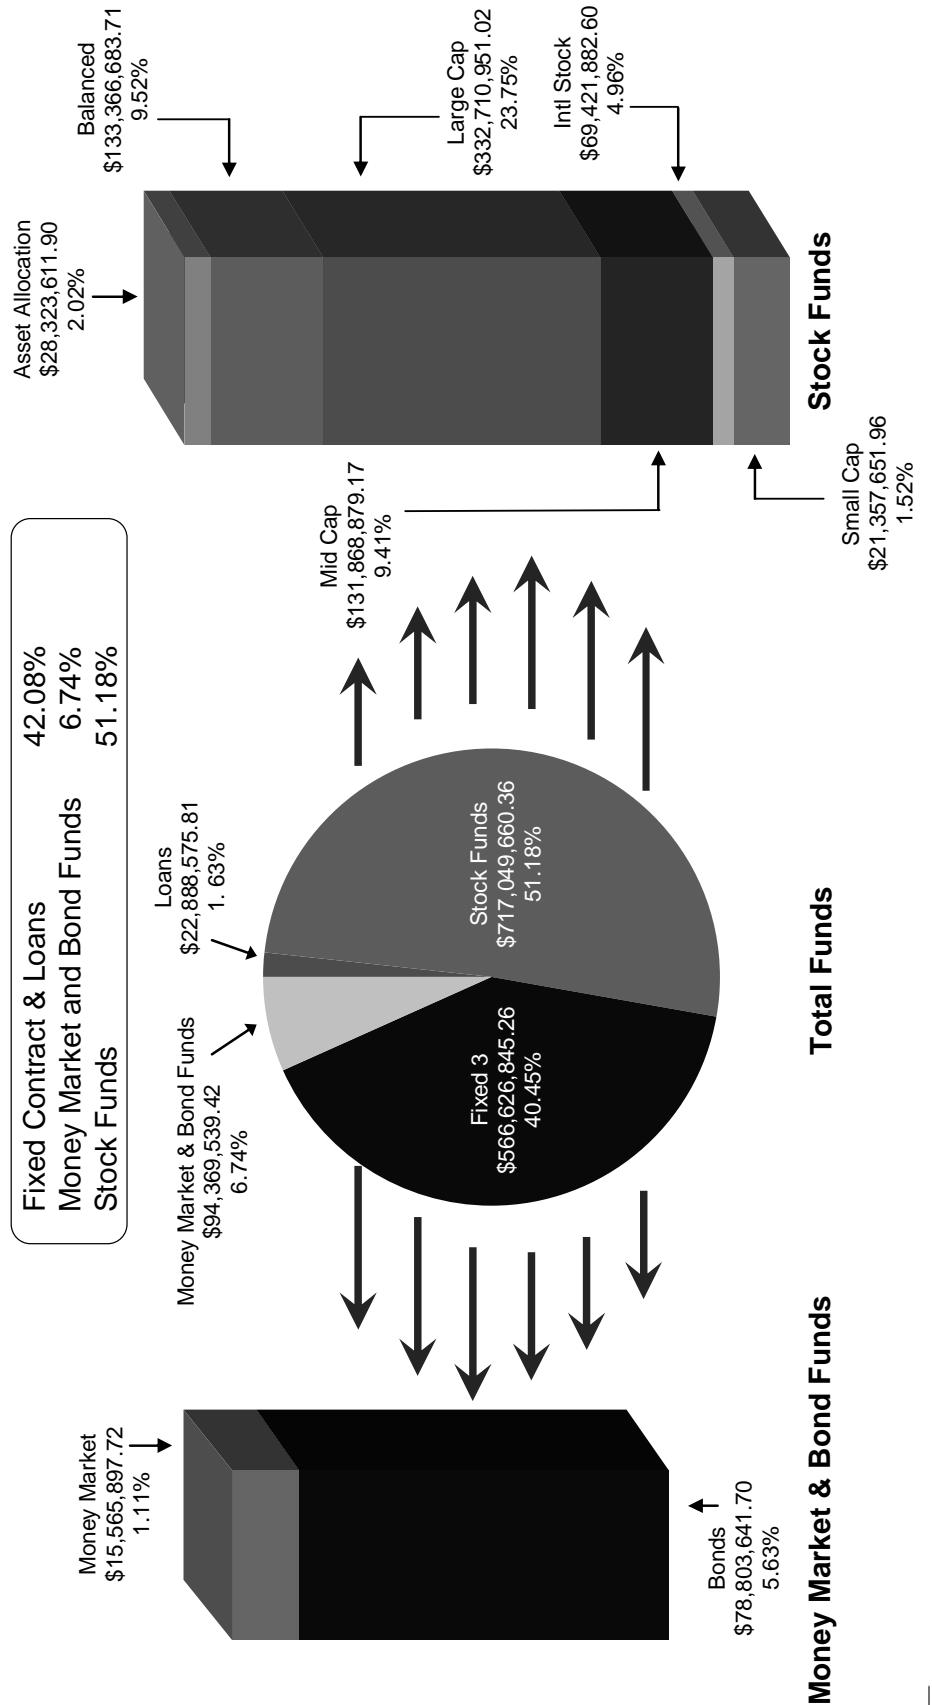 Fixed Contract & Loans 42.08%
Money Market and Bond Funds 6.74%
Stock Funds 51.18%
Money Market
$15,565,897.72
1.11%
Bonds
$78,803,641.70
5.63%
Money Market & Bond Funds
Money Market & Bond Funds
$94,369,539.42
6.74%
Loans
$22,888,575.81
1. 63%
Fixed 3
$566,626,845.26
40.45%
Stock Funds
$717,049,660.36
51.18%
Total Funds
Asset Allocation
$28,323,611.90
2.02%
Balanced
$133,366,683.71
9.52%
Large Cap
$332,710,951.02
23.75%
Intl Stock
$69,421,882.60
4.96%
Mid Cap
$131,868,879.17
9.41%
Small Cap
$21,357,651.96
1.52%
Stock Funds